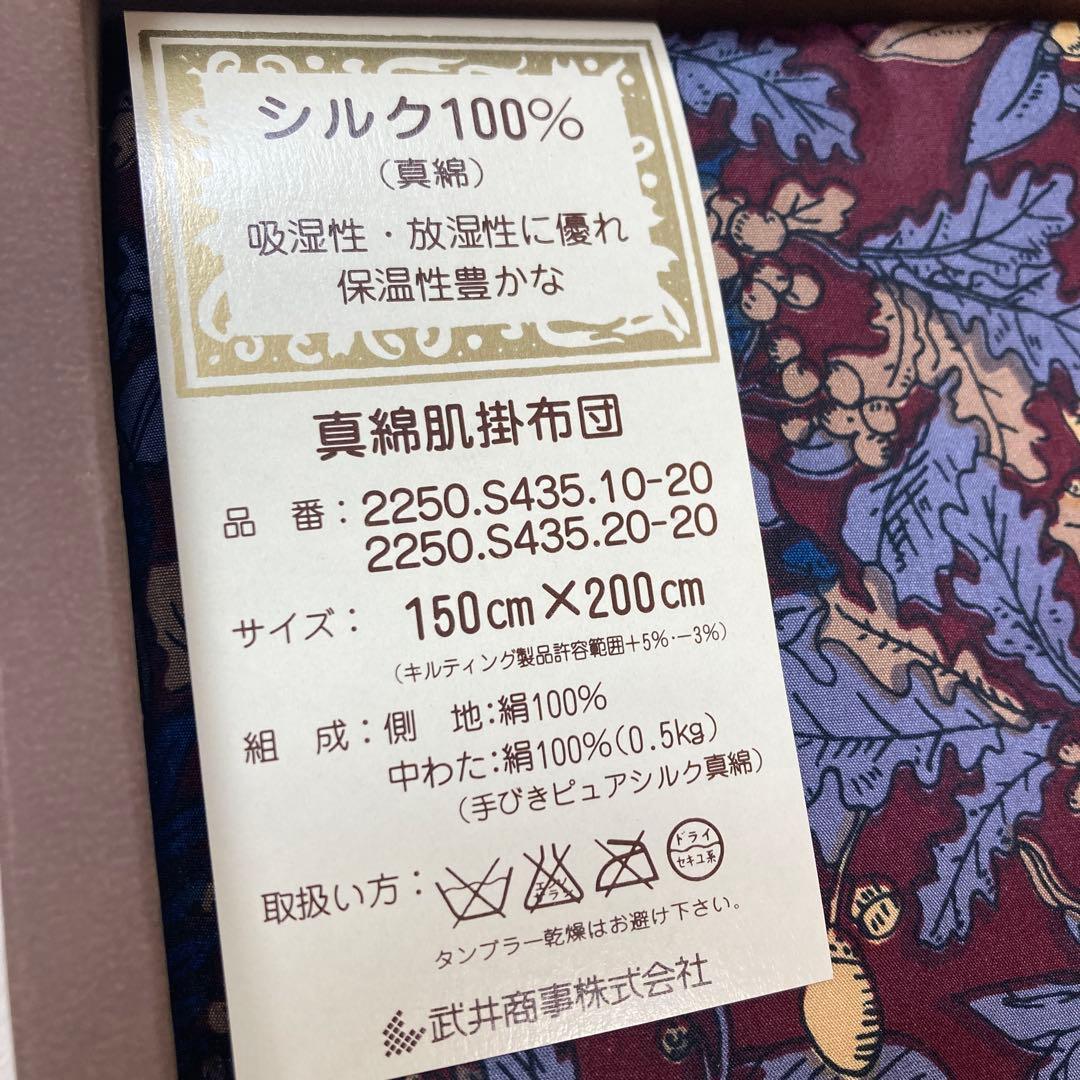 シルク100%
(真綿)
吸湿性・放湿性に優れ
保温性豊かな
真綿肌掛布団
品 番:2250.S435.10-20
2250.S435.20-20
サイズ: 150cm×200cm
(キルティング製品許容範囲+5%・-3%)
組 成:側 地:絹100%
中わた:絹100%(0.5kg)
(手びきピュアシルク真綿)
取扱い方: エンソ サラシ ドライ セキユ系
タンブラー乾燥はお避け下さい。
武井商事株式会社